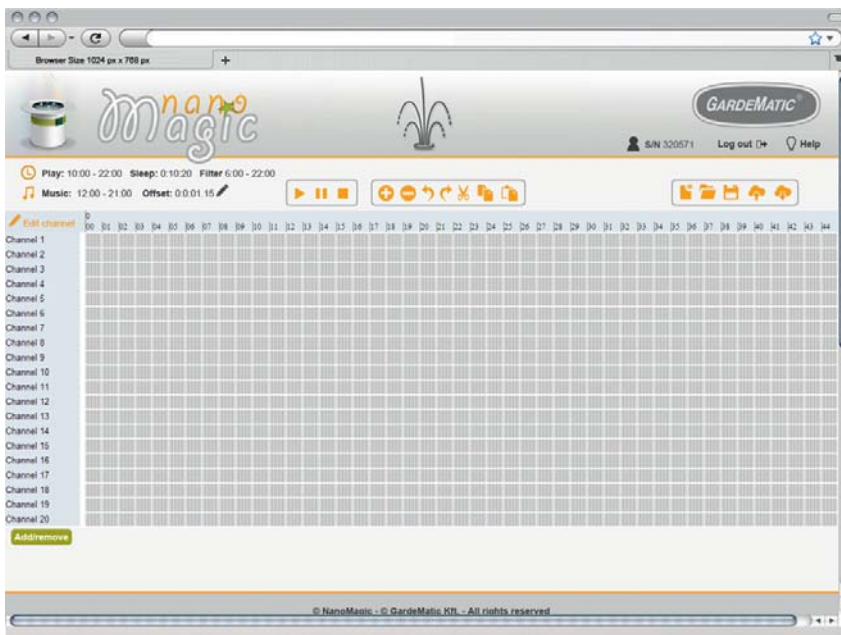 Browser Size 1024 px x 768 px
nano
magic
GARDEMATIC®
S/N 320571 Log out Help
Play: 10:00 - 22:00 Sleep: 0:10:20 Filter 6:00 - 22:00
Music: 12:00 - 21:00 Offset: 0:0:01.15
Edit channel
0
00 01 02 03 04 05 06 07 08 09 10 11 12 13 14 15 16 17 18 19 20 21 22 23 24 25 26 27 28 29 30 31 32 33 34 35 36 37 38 39 40 41 42 43 44
Channel 1
Channel 2
Channel 3
Channel 4
Channel 5
Channel 6
Channel 7
Channel 8
Channel 9
Channel 10
Channel 11
Channel 12
Channel 13
Channel 14
Channel 15
Channel 16
Channel 17
Channel 18
Channel 19
Channel 20
Add/remove
© NanoMagic - © GardeMatic Kft. - All rights reserved